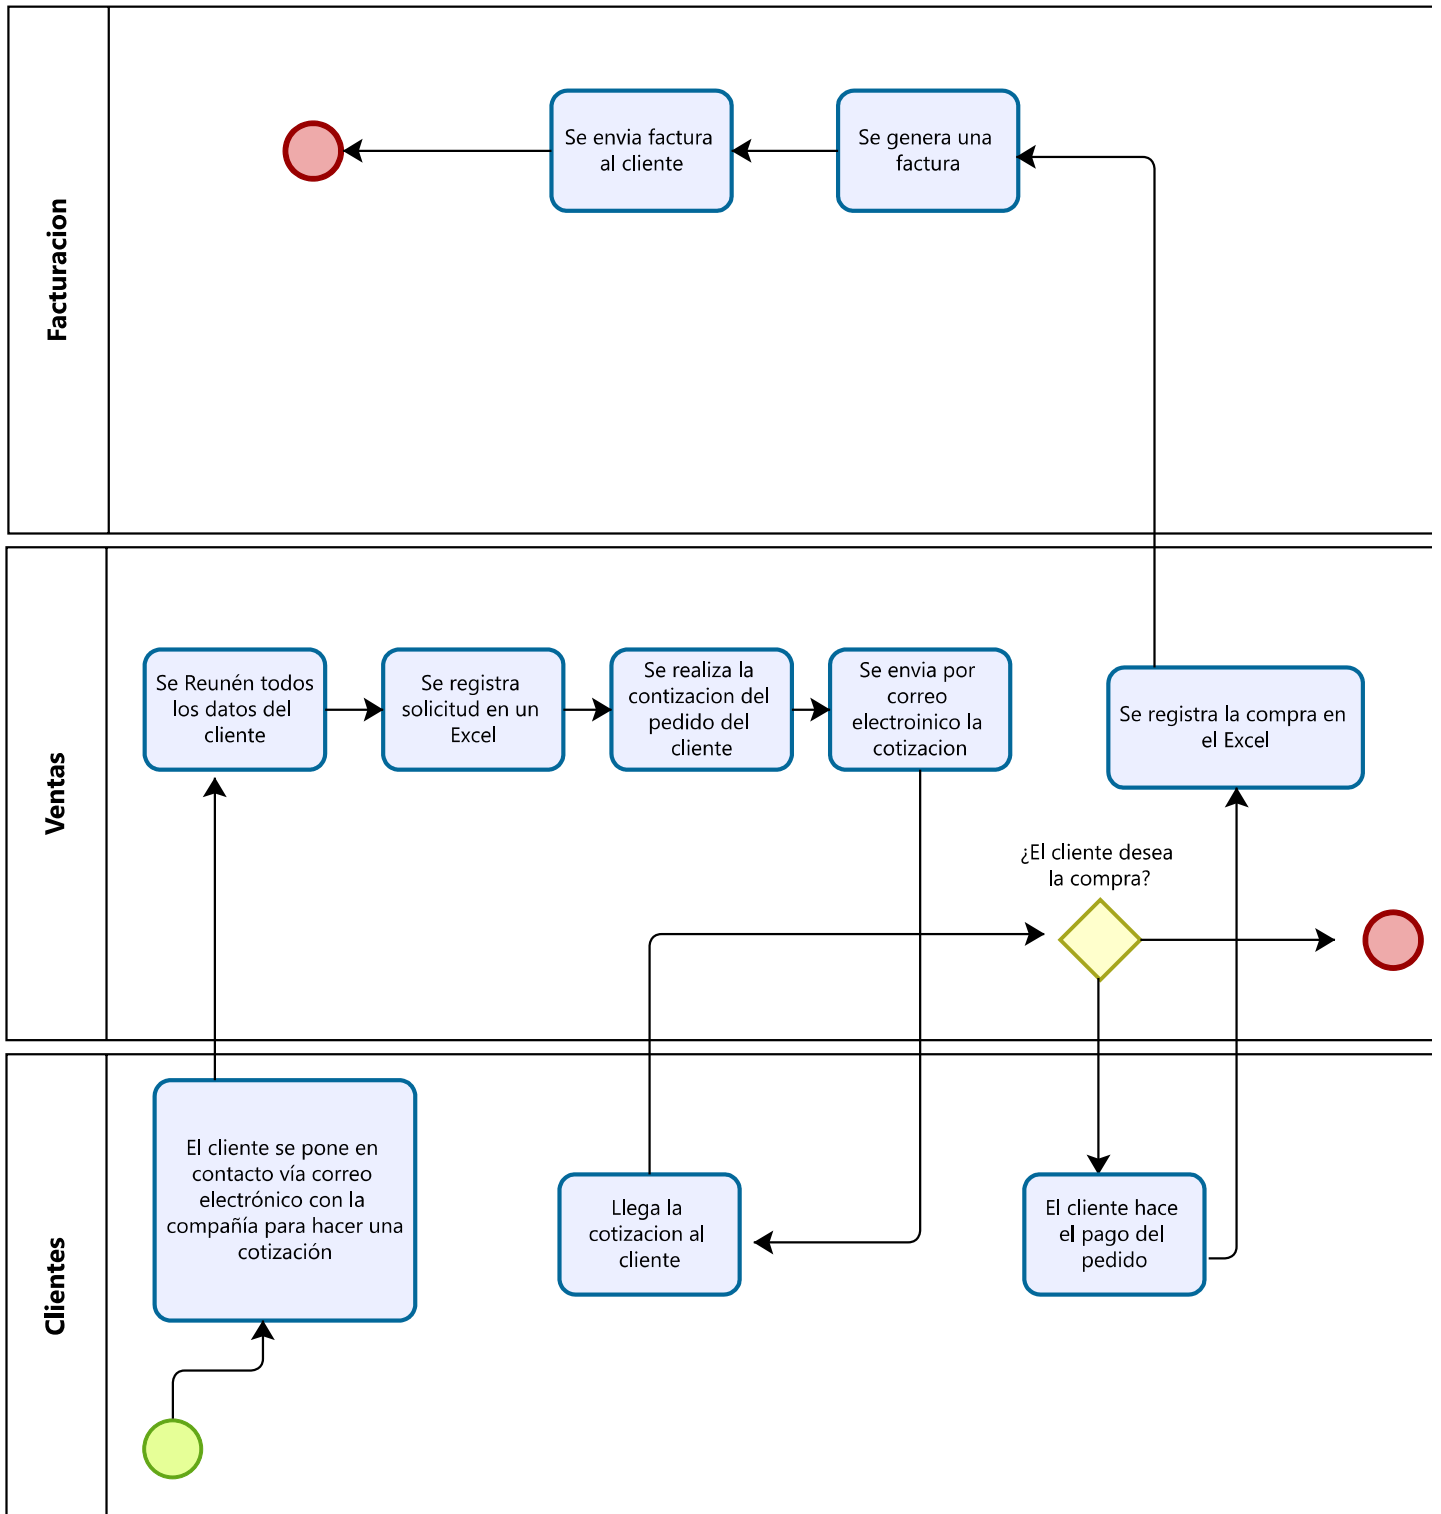 Facturacion
Se envia factura
al cliente
Se genera una
factura
Ventas
Se Reunén todos
los datos del
cliente
Se registra
solicitud en un
Excel
Se realiza la
contizacion del
pedido del
cliente
Se envia por
correo
electroinico la
cotizacion
Se registra la compra en
el Excel
¿El cliente desea
la compra?
Clientes
El cliente se pone en
contacto vía correo
electrónico con la
compañía para hacer una
cotización
Llega la
cotizacion al
cliente
El cliente hace
el pago del
pedido